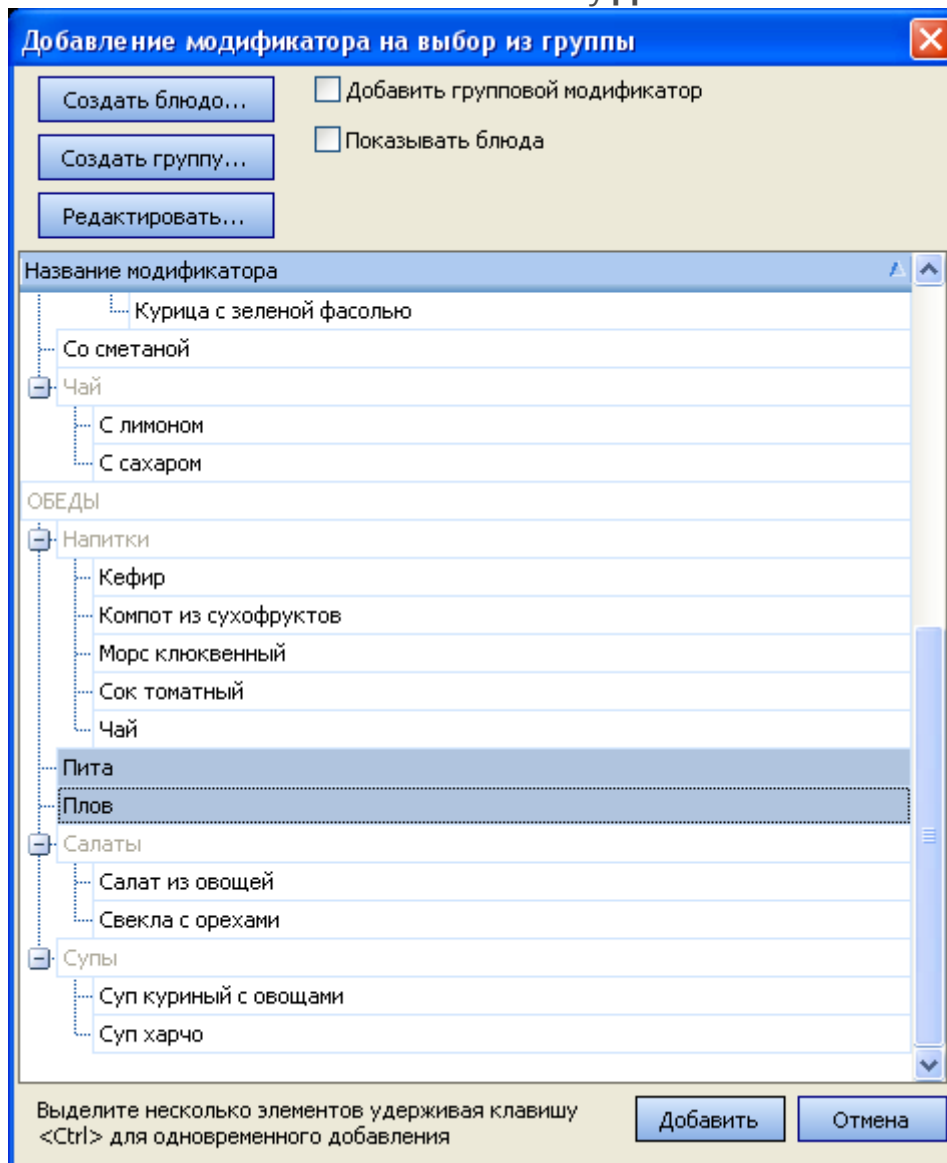 Добавление модификатора на выбор из группы
Создать блюдо...
Добавить групповой модификатор
Показывать блюда
Создать группу...
Редактировать...
Название модификатора
Курица с зеленой фасолью
Со сметаной
Чай
С лимоном
С сахаром
ОБЕДЫ
Напитки
Кефир
Компот из сухофруктов
Морс клюквенный
Сок томатный
Чай
Пита
Плов
Салаты
Салат из овощей
Свекла с орехами
Супы
Суп куриный с овощами
Суп харчо
Выделите несколько элементов удерживая клавишу
<Ctrl> для одновременного добавления
Добавить
Отмена